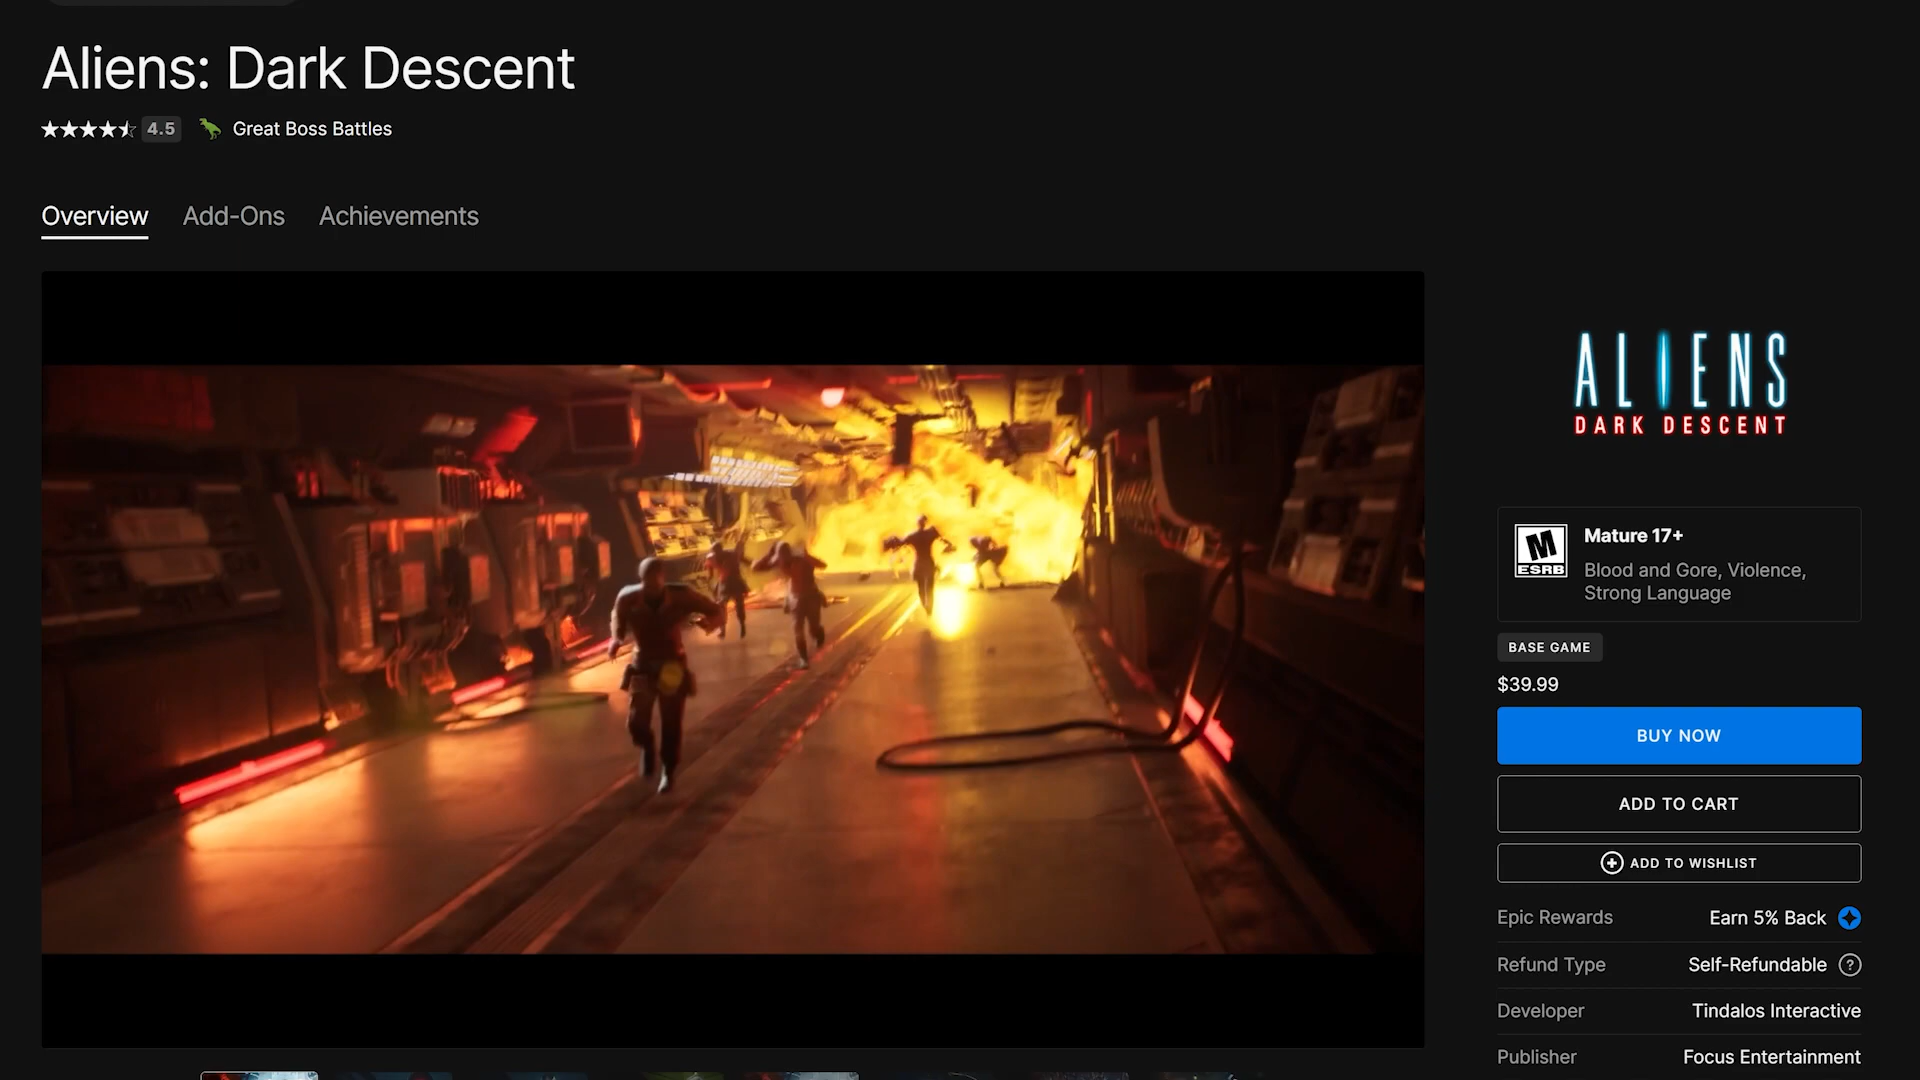 Aliens: Dark Descent
4.5
Great Boss Battles
Overview
Add-Ons
Achievements
ALIENS
DARK DESCENT
M
ESRB
Mature 17+
Blood and Gore, Violence,
Strong Language
BASE GAME
$39.99
BUY NOW
ADD TO CART
ADD TO WISHLIST
Epic Rewards
Earn 5% Back
Refund Type
Self-Refundable ?
Developer
Tindalos Interactive
Publisher
Focus Entertainment